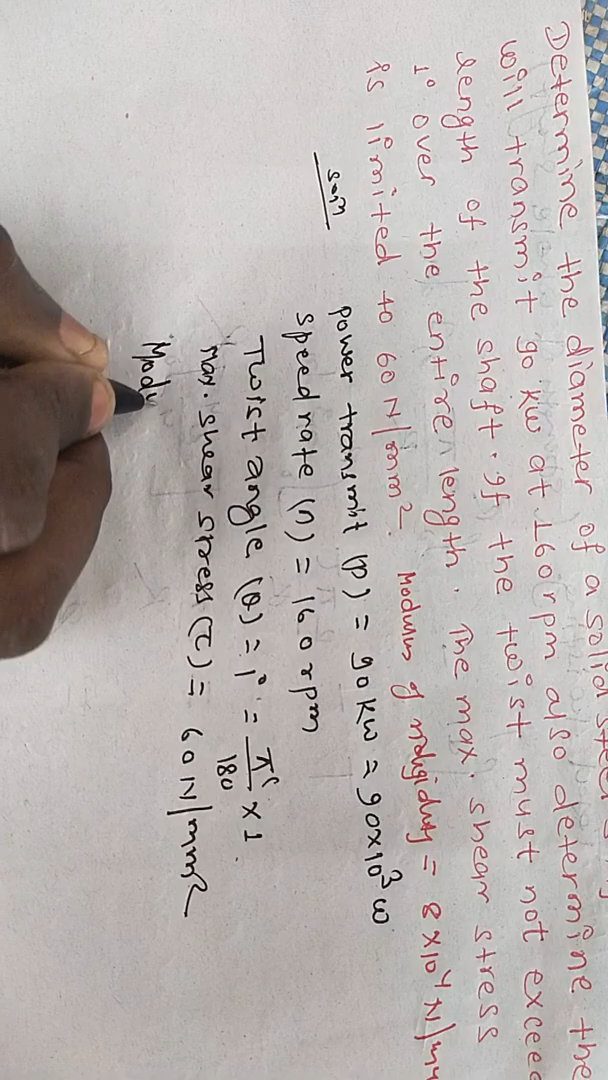 Determine the diameter of a solid steel
will transmit 90 kW at 160 rpm also determine the
length of the shaft. If the twist must not exceed
1° over the entire length. The max. shear stress
is limited to 60 N/mm². Modulus of rigidity = 8×10⁴ N/mm
Soln
power transmit (P) = 90 kW = 90×10³ W
Speed rate (n) = 160 rpm
Twist angle (θ) = 1° = π^c/180 × 1
max. shear stress (τ) = 60 N/mm²
Modu